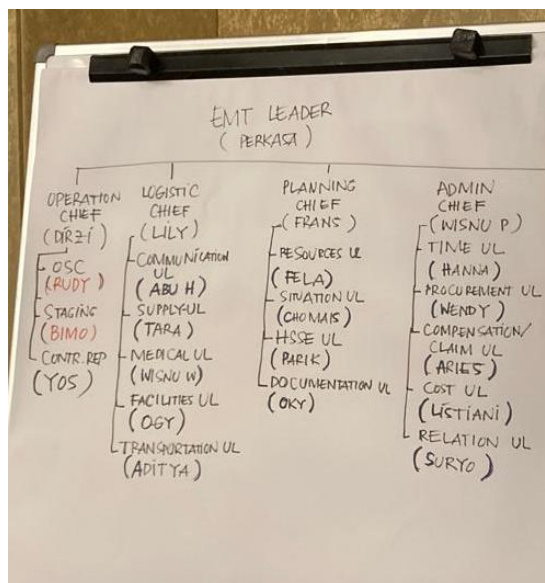 EMT LEADER
(PERKASA)
OPERATION
CHIEF
(DIRZI)
OSC
(RUDY)
STAGING
(BIMO)
CONTR.REP
(YOS)
LOGISTIC
CHIEF
(LILY)
COMMUNICATION
UL
(ABU H)
SUPPLY-UL
(TARA)
MEDICAL UL
(WISNU W)
FACILITIES UL
(OGY)
TRANSPORTATION UL
(ADITYA)
PLANNING
CHIEF
(FRANS)
RESOURCES UL
(FELA)
SITUATION UL
(CHOMAIS)
HSSE UL
(PARIK)
DOCUMENTATION UL
(OKY)
ADMIN
CHIEF
(WISNU P)
TIME UL
(HANNA)
PROCUREMENT UL
(WENDY)
COMPENSATION/
CLAIM UL
(ARIES)
COST UL
(LISTIANI)
RELATION UL
(SURYO)